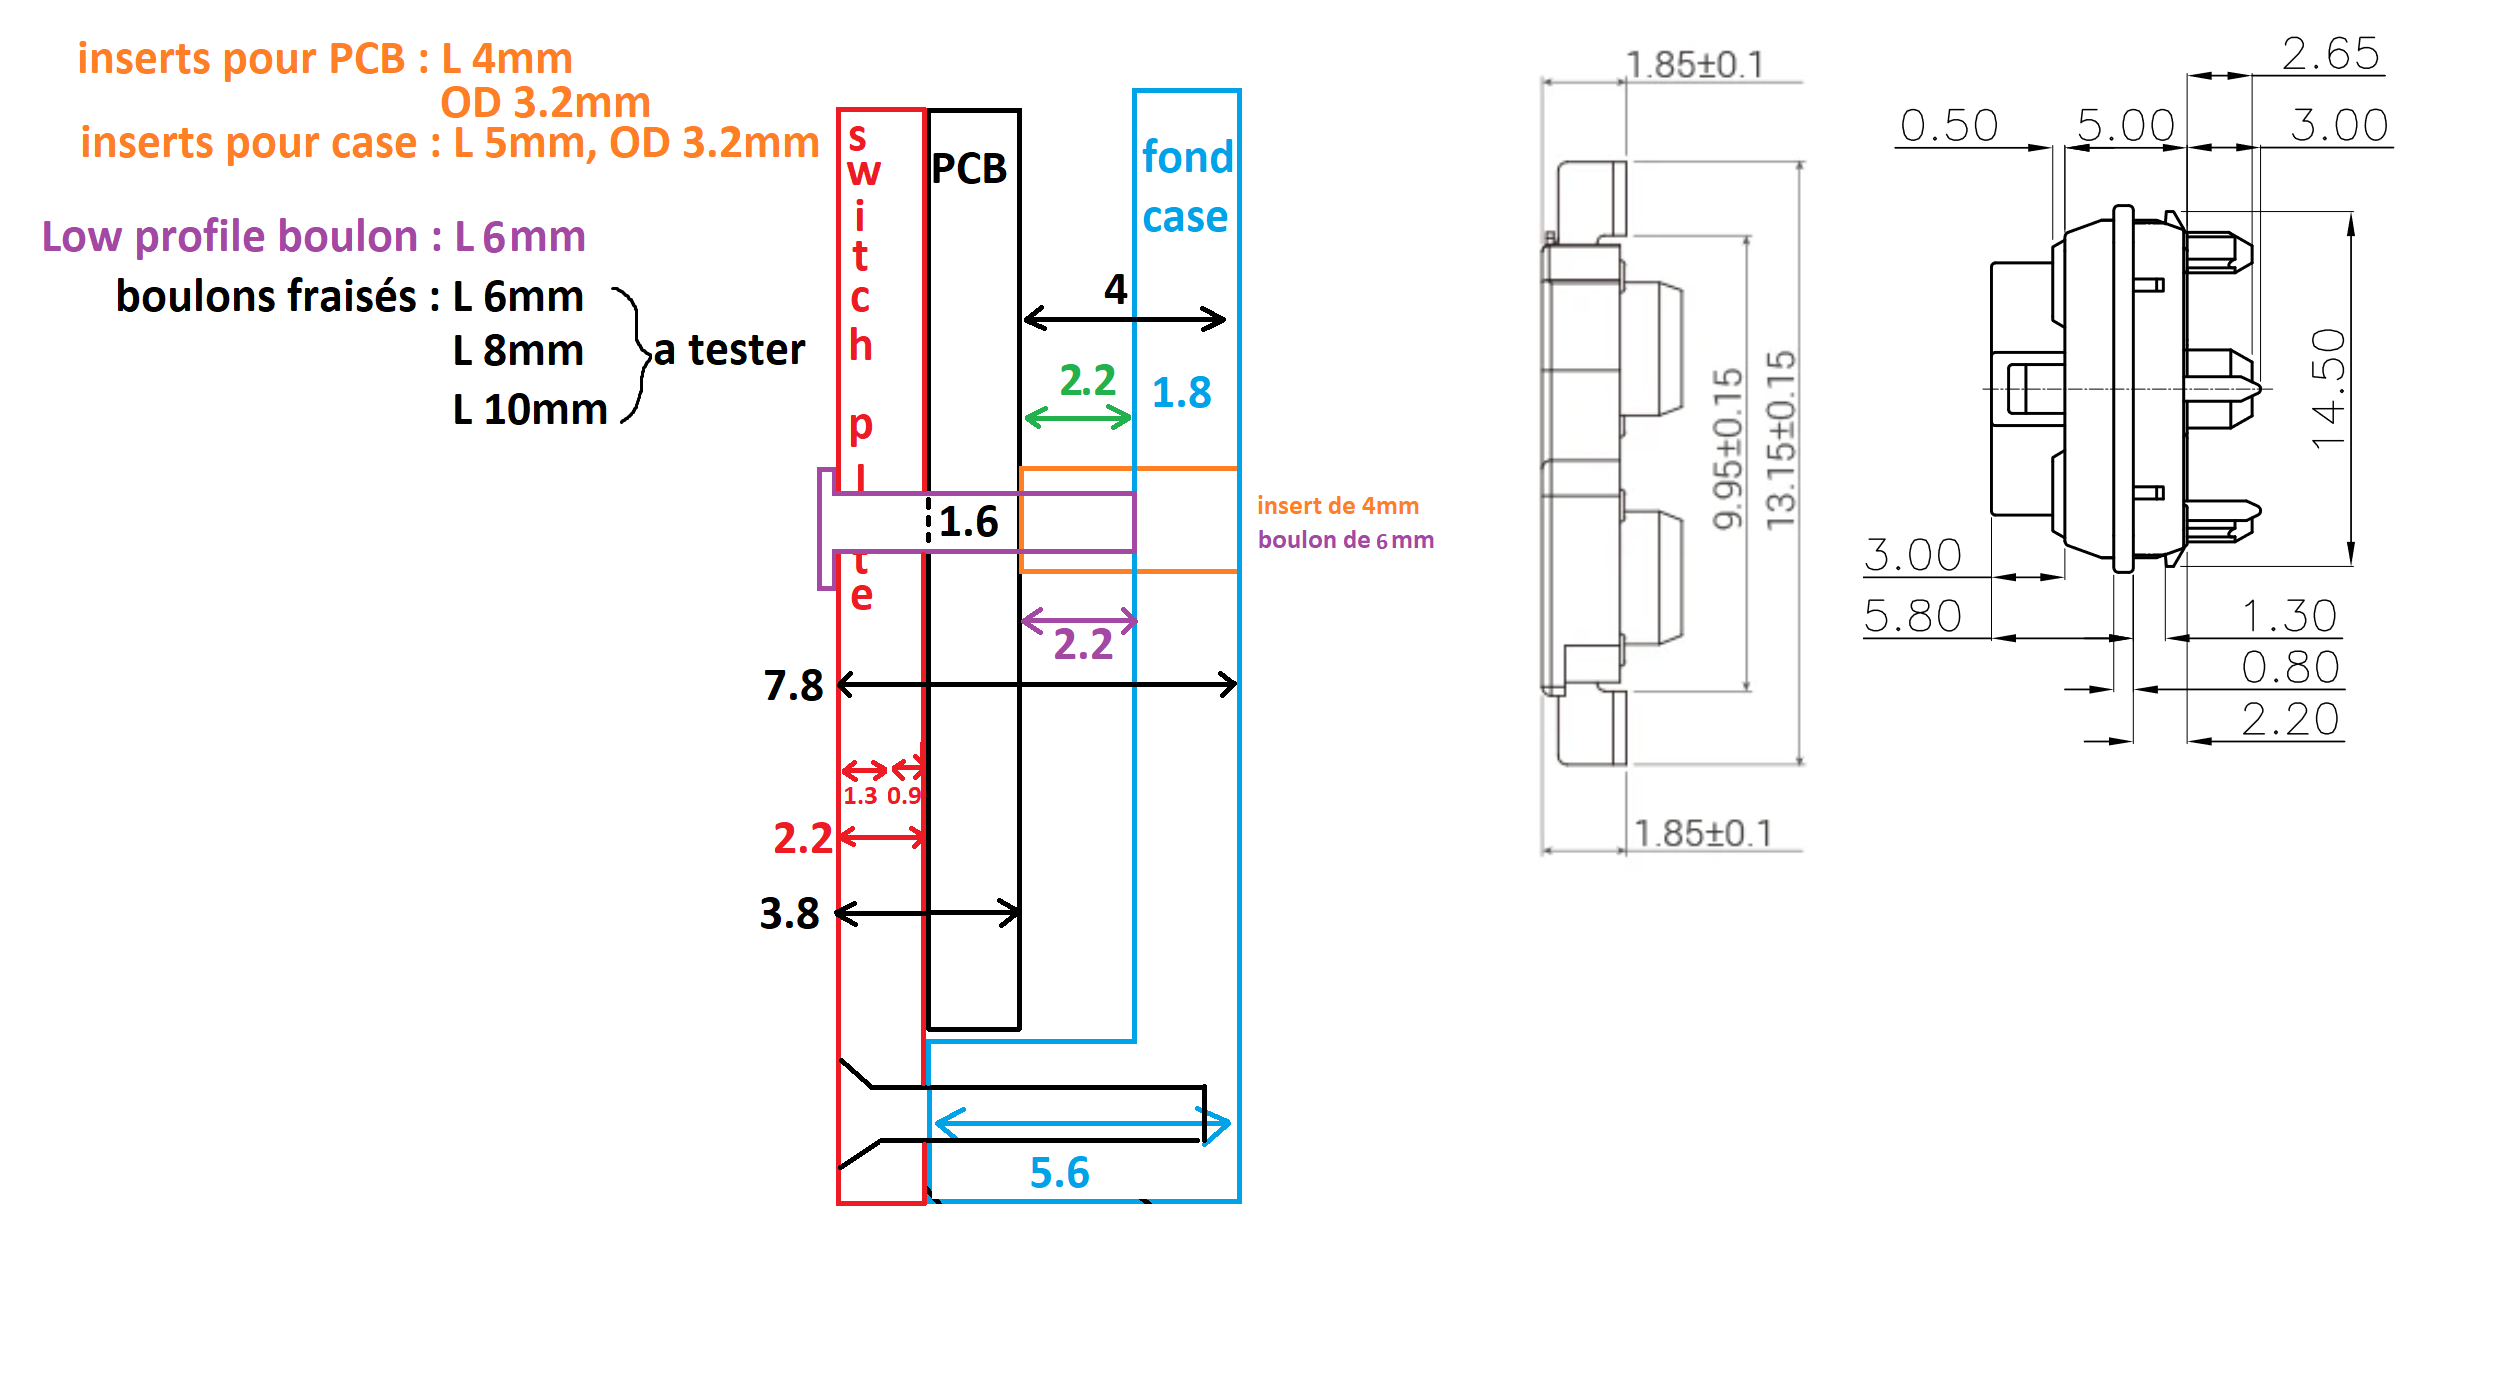 inserts pour PCB : L 4mm
OD 3.2mm
inserts pour case : L 5mm, OD 3.2mm
Low profile boulon : L 6mm
boulons fraisés : L 6mm
L 8mm
L 10mm
a tester
switch plte
PCB
fond
case
4
2.2
1.8
1.6
insert de 4mm
boulon de 6mm
2.2
7.8
1.3 0.9
2.2
3.8
5.6
1.85±0.1
9.95±0.15
13.15±0.15
1.85±0.1
2.65
0.50
5.00
3.00
14.50
3.00
5.80
1.30
0.80
2.20